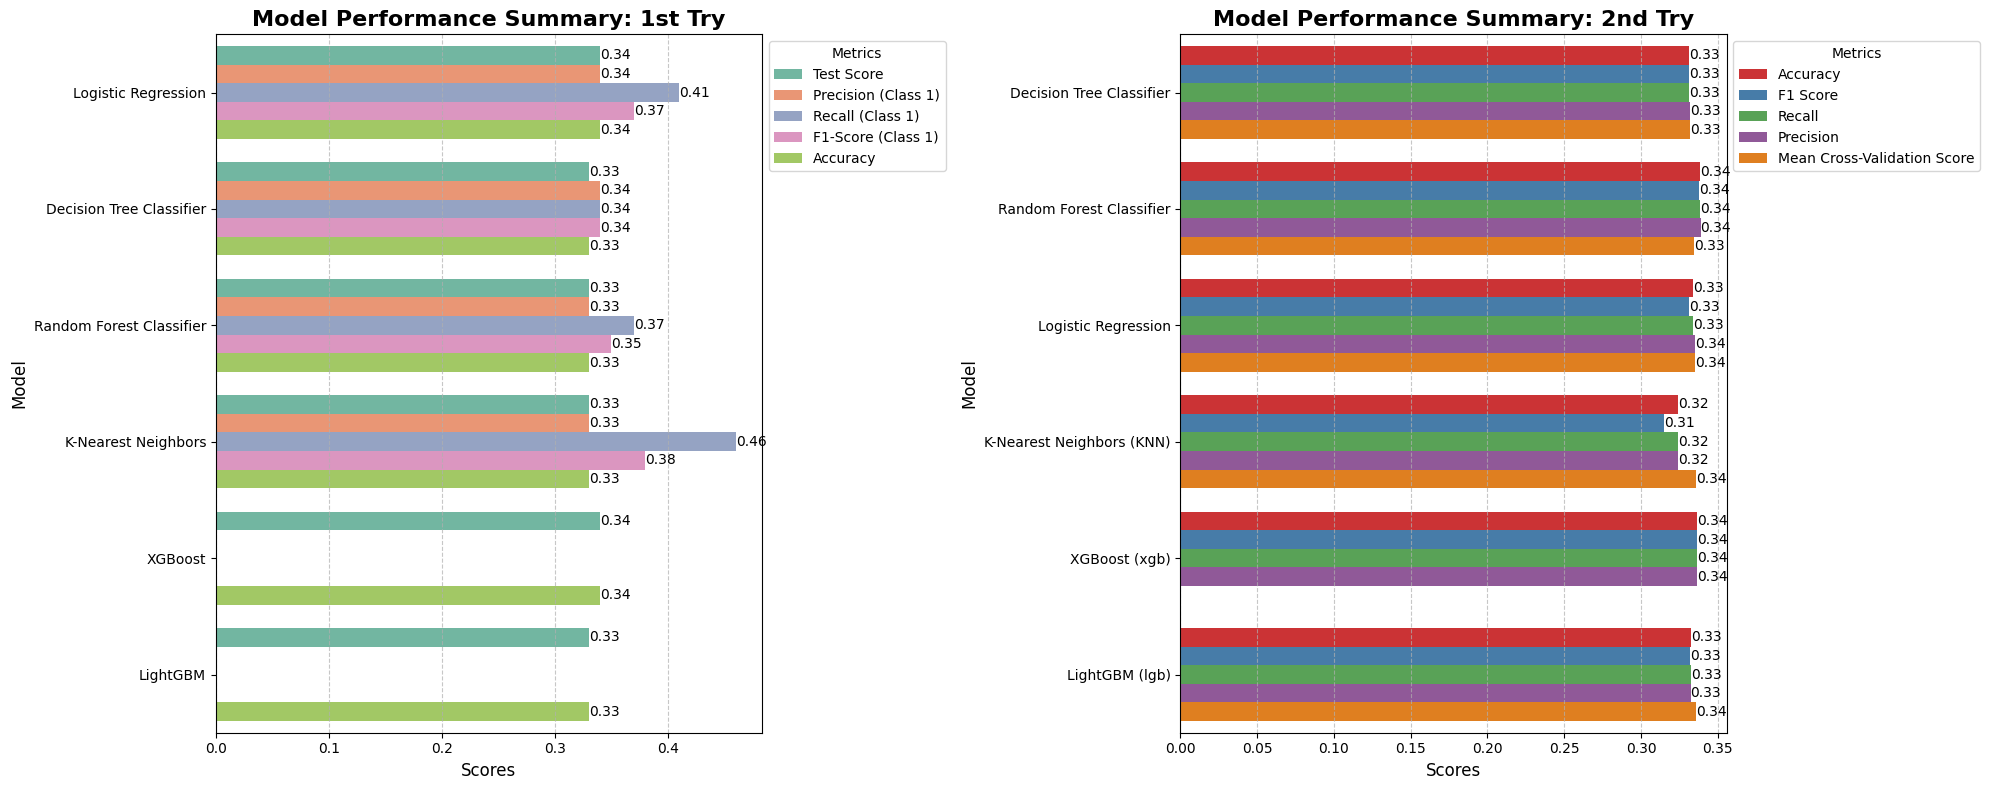 Model Performance Summary: 1st Try
Model
Logistic Regression
0.34
0.34
0.41
0.37
0.34
Decision Tree Classifier
0.33
0.34
0.34
0.34
0.33
Random Forest Classifier
0.33
0.33
0.37
0.35
0.33
K-Nearest Neighbors
0.33
0.33
0.46
0.38
0.33
XGBoost
0.34
0.34
LightGBM
0.33
0.33
0.0 0.1 0.2 0.3 0.4
Scores
Metrics
Test Score
Precision (Class 1)
Recall (Class 1)
F1-Score (Class 1)
Accuracy
Model Performance Summary: 2nd Try
Model
Decision Tree Classifier
0.33
0.33
0.33
0.33
0.33
Random Forest Classifier
0.34
0.34
0.34
0.34
0.33
Logistic Regression
0.33
0.33
0.33
0.34
0.34
K-Nearest Neighbors (KNN)
0.32
0.31
0.32
0.32
0.34
XGBoost (xgb)
0.34
0.34
0.34
0.34
LightGBM (lgb)
0.33
0.33
0.33
0.33
0.34
0.00 0.05 0.10 0.15 0.20 0.25 0.30 0.35
Scores
Metrics
Accuracy
F1 Score
Recall
Precision
Mean Cross-Validation Score